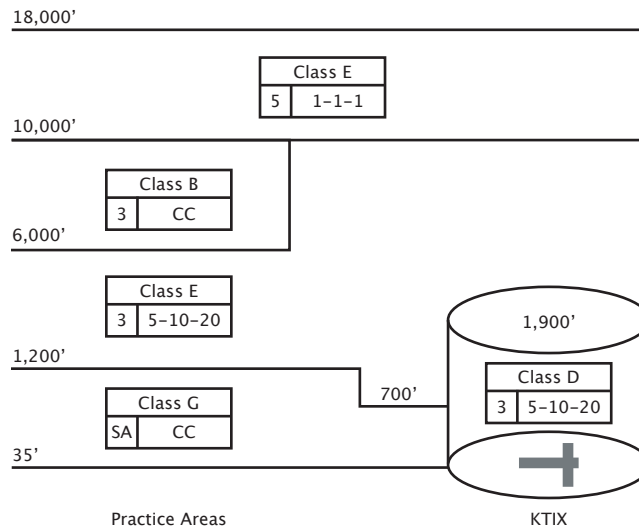 18,000’
Class E
5 1–1–1
10,000’
Class B
3 CC
6,000’
Class E
3 5–10–20
1,900’
1,200’
Class D
700’
3 5–10–20
Class G
SA CC
35’
Practice Areas KTIX